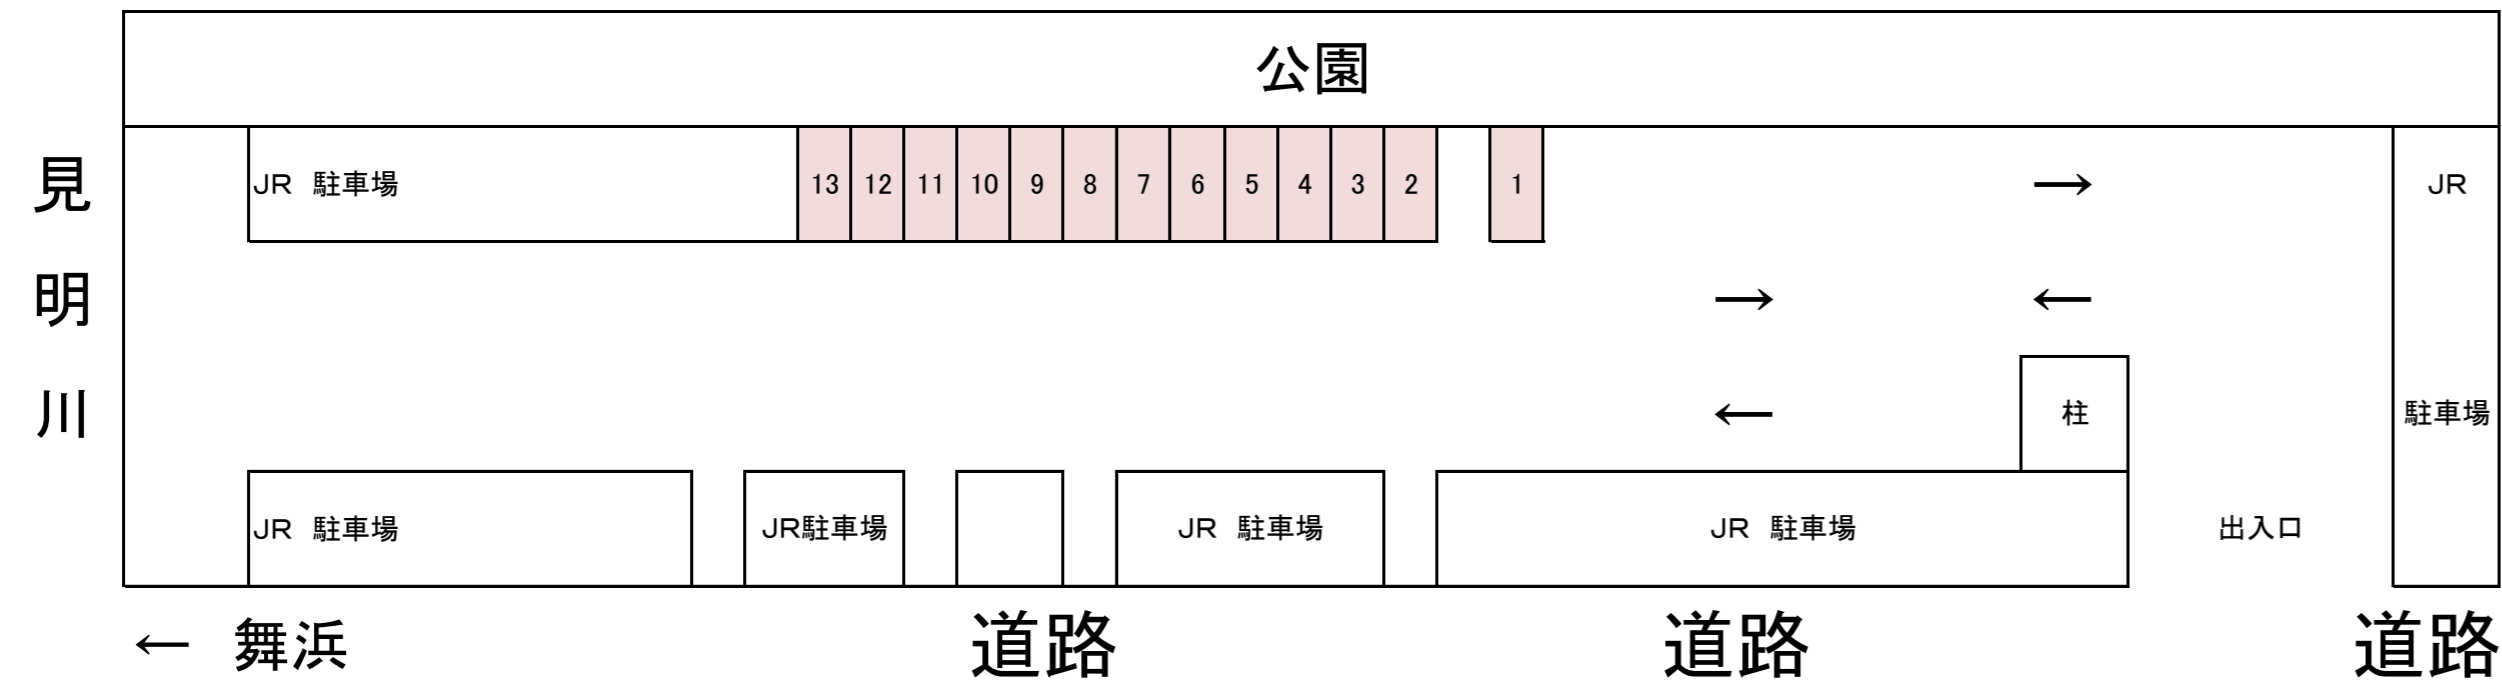 公園
見明川
JR 駐車場
13 12 11 10 9 8 7 6 5 4 3 2 1
→
JR
→ ←
←
柱
駐車場
JR 駐車場
JR駐車場
JR 駐車場
JR 駐車場
出入口
← 舞浜
道路
道路
道路